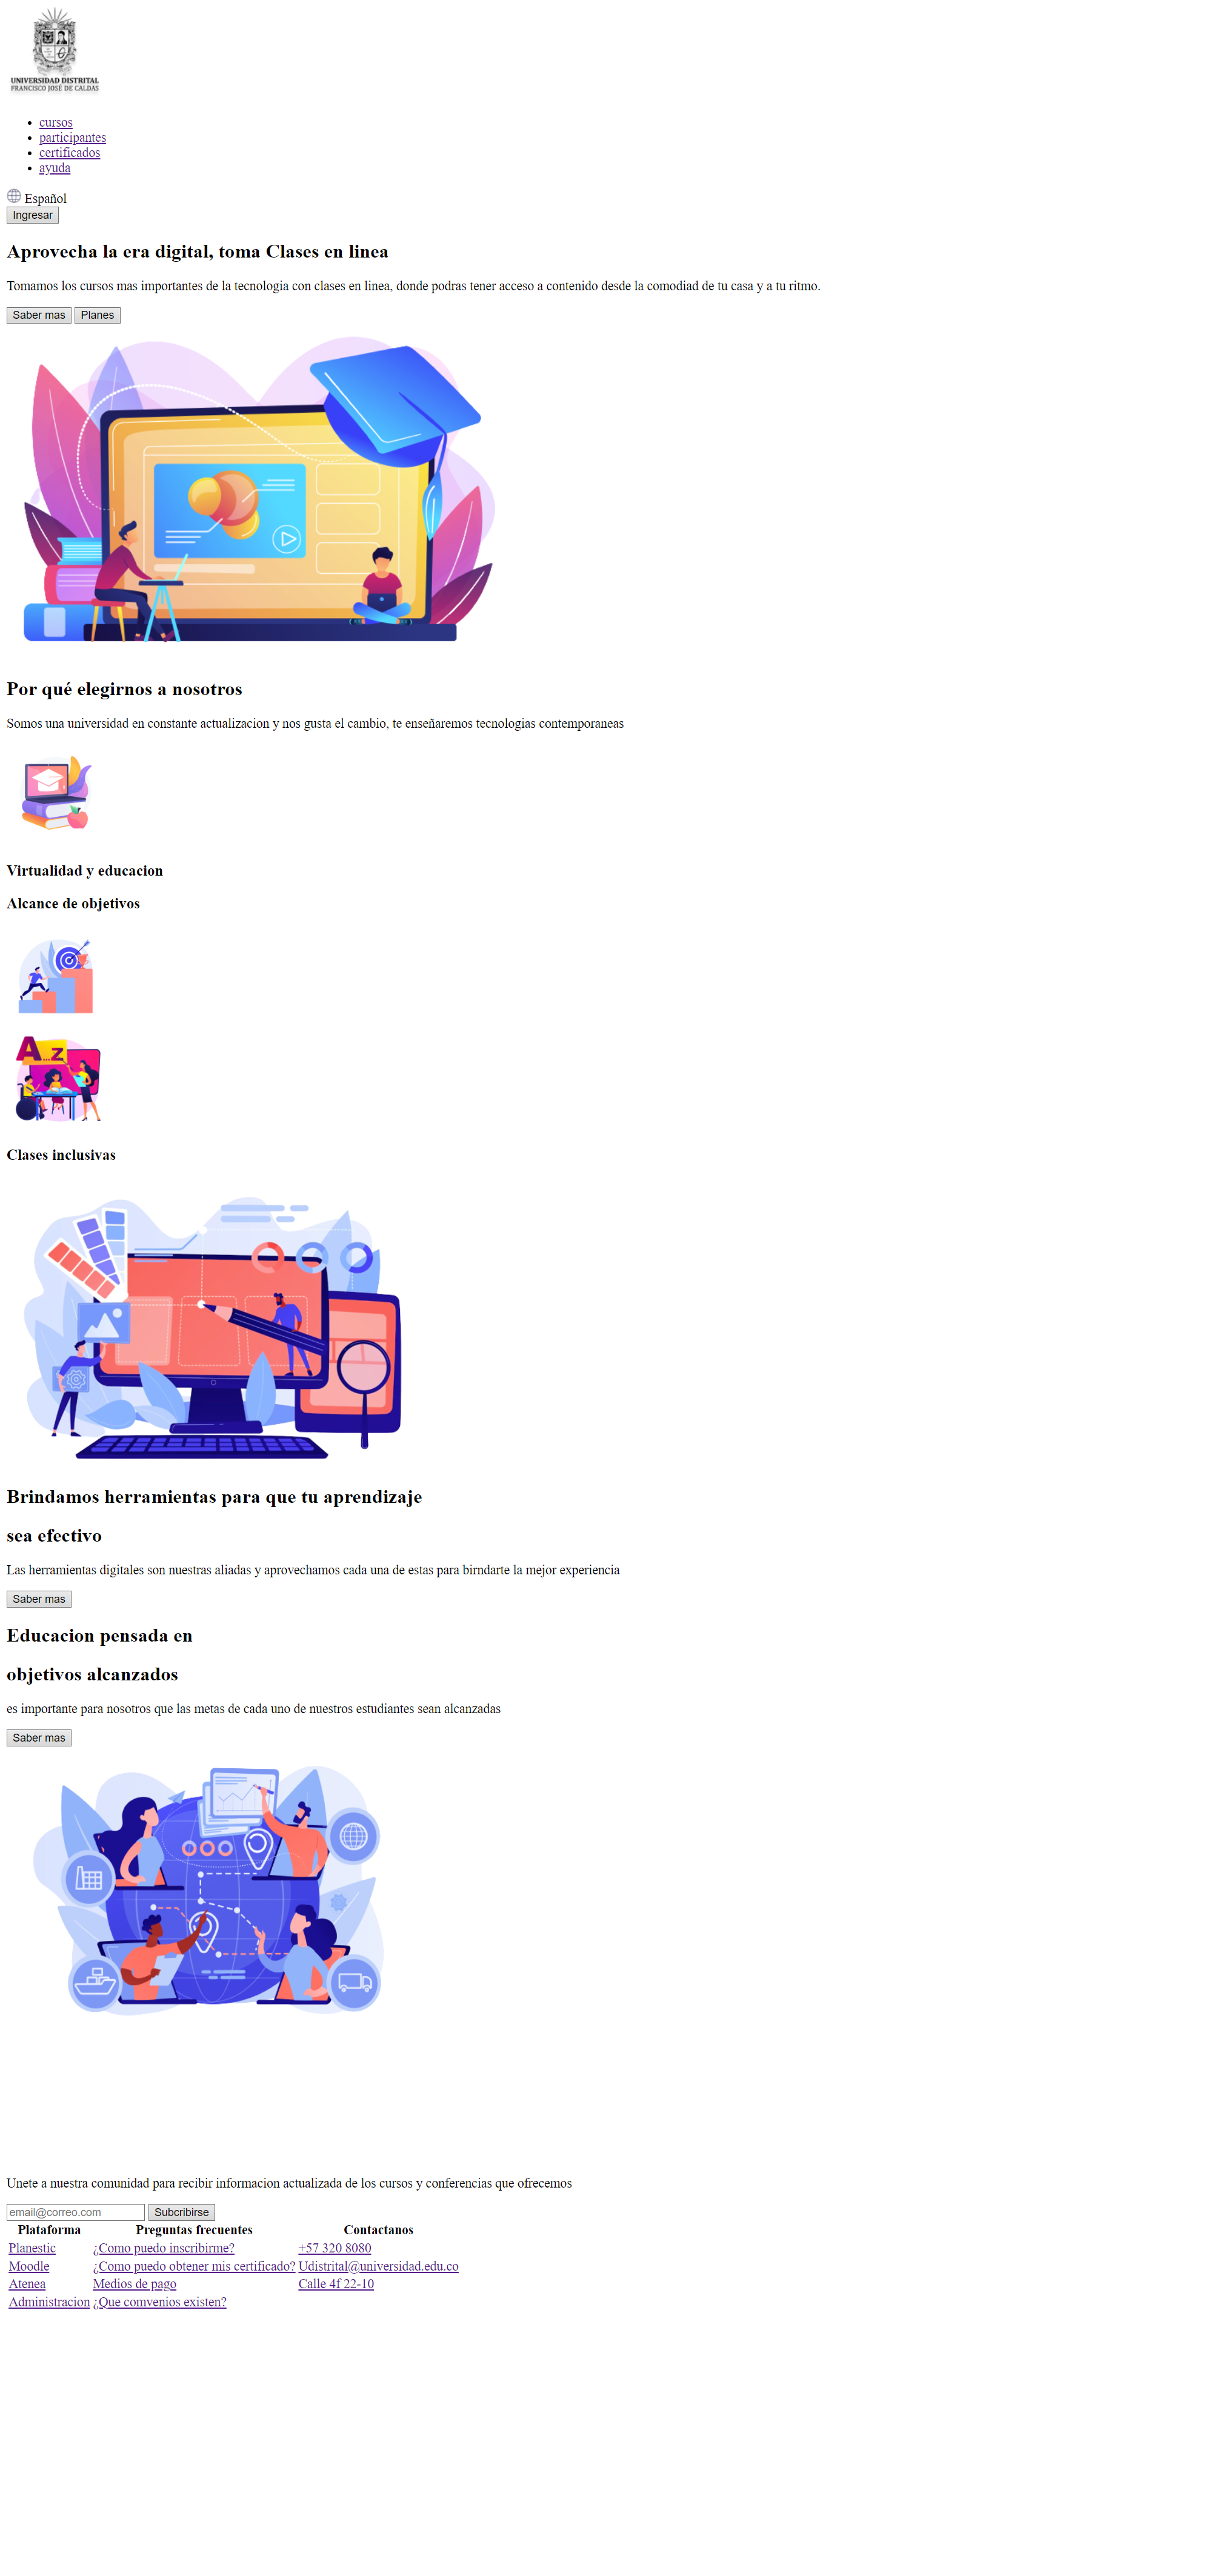 UNIVERSIDAD DISTRITAL
FRANCISCO JOSÉ DE CALDAS
cursos
participantes
certificados
ayuda
Español
Ingresar
Aprovecha la era digital, toma Clases en linea
Tomamos los cursos mas importantes de la tecnologia con clases en linea, donde podras tener acceso a contenido desde la comodiad de tu casa y a tu ritmo.
Saber mas Planes
Por qué elegirnos a nosotros
Somos una universidad en constante actualizacion y nos gusta el cambio, te enseñaremos tecnologias contemporaneas
Virtualidad y educacion
Alcance de objetivos
A...z
Clases inclusivas
Brindamos herramientas para que tu aprendizaje
sea efectivo
Las herramientas digitales son nuestras aliadas y aprovechamos cada una de estas para birndarte la mejor experiencia
Saber mas
Educacion pensada en
objetivos alcanzados
es importante para nosotros que las metas de cada uno de nuestros estudiantes sean alcanzadas
Saber mas
Unete a nuestra comunidad para recibir informacion actualizada de los cursos y conferencias que ofrecemos
email@correo.com Subcribirse
Plataforma Preguntas frecuentes Contactanos
Planestic ¿Como puedo inscribirme? +57 320 8080
Moodle ¿Como puedo obtener mis certificado? Udistrital@universidad.edu.co
Atenea Medios de pago Calle 4f 22-10
Administracion ¿Que comvenios existen?